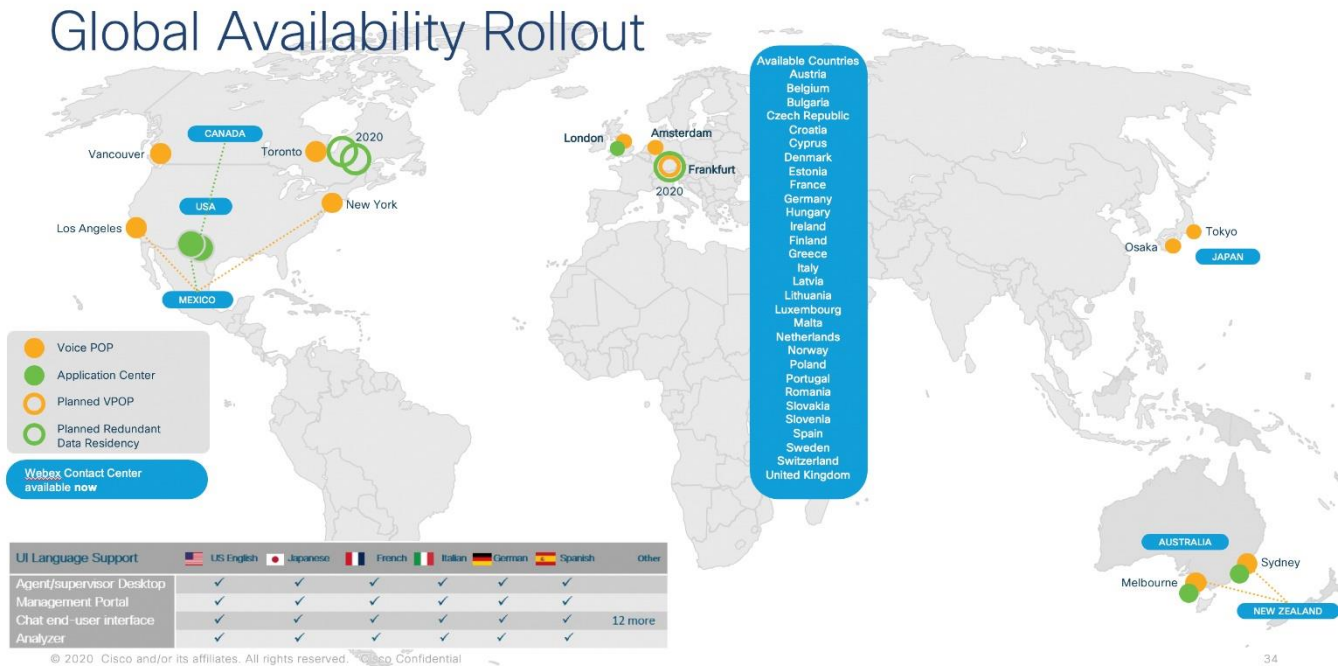 Global Availability Rollout
CANADA
2020
Vancouver
Toronto
USA
New York
Los Angeles
MEXICO
London
Amsterdam
Frankfurt
2020
Available Countries
Austria
Belgium
Bulgaria
Czech Republic
Croatia
Cyprus
Denmark
Estonia
France
Germany
Hungary
Ireland
Finland
Greece
Italy
Latvia
Lithuania
Luxembourg
Malta
Netherlands
Norway
Poland
Portugal
Romania
Slovakia
Slovenia
Spain
Sweden
Switzerland
United Kingdom
Tokyo
Osaka
JAPAN
Voice POP
Application Center
Planned VPOP
Planned Redundant
Data Residency
Webex Contact Center
available now
AUSTRALIA
Sydney
Melbourne
NEW ZEALAND
UI Language Support US English Japanese French Italian German Spanish Other
Agent/supervisor Desktop ✓ ✓ ✓ ✓ ✓ ✓
Management Portal ✓ ✓ ✓ ✓ ✓ ✓
Chat end-user interface ✓ ✓ ✓ ✓ ✓ ✓ 12 more
Analyzer ✓ ✓ ✓ ✓ ✓ ✓
© 2020 Cisco and/or its affiliates. All rights reserved. Cisco Confidential
34